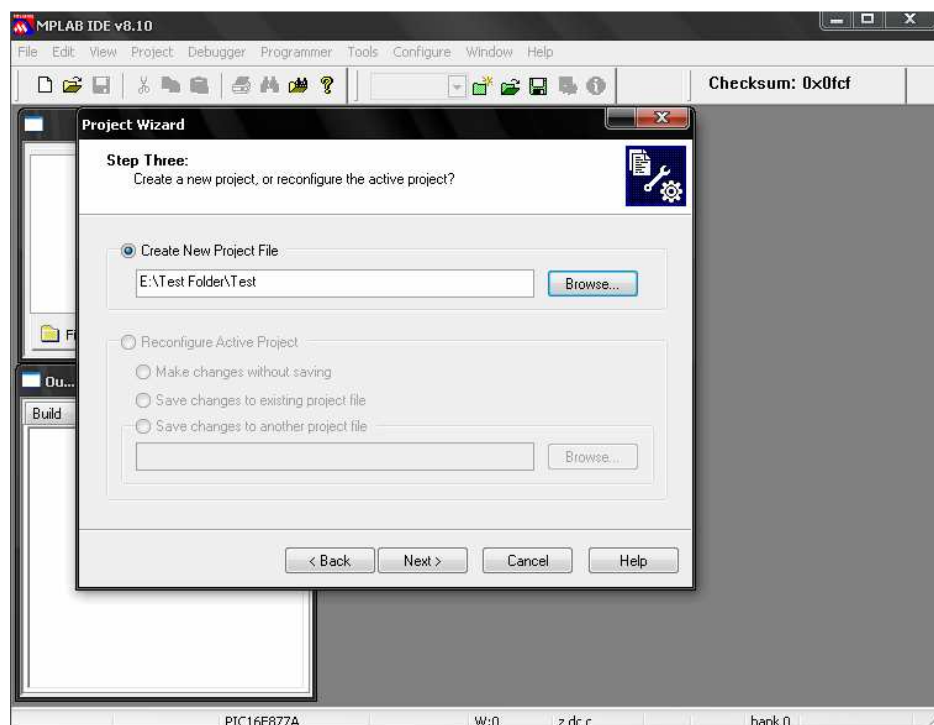 MPLAB IDE v8.10
File Edit View Project Debugger Programmer Tools Configure Window Help
Checksum: 0x0fcf
Project Wizard
Step Three:
Create a new project, or reconfigure the active project?
Create New Project File
E:\Test Folder\Test
Browse...
Fi
Reconfigure Active Project
Make changes without saving
Ou...
Save changes to existing project file
Build
Save changes to another project file
Browse...
< Back Next > Cancel Help
PIC16F877A W:0 z dc c bank 0